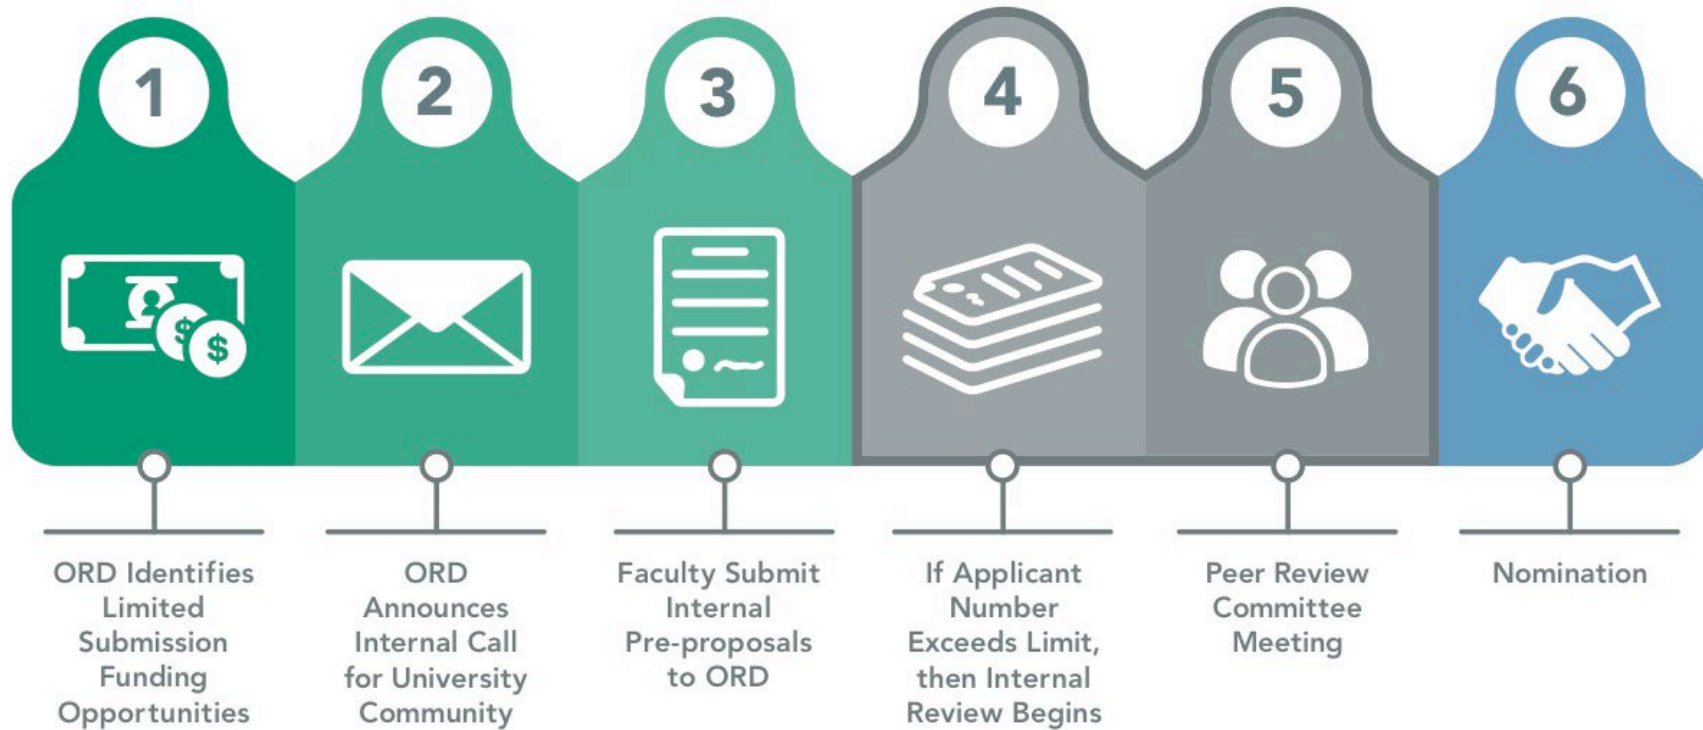 1
2
3
4
5
6
$
$
ORD Identifies
Limited
Submission
Funding
Opportunities
ORD
Announces
Internal Call
for University
Community
Faculty Submit
Internal
Pre-proposals
to ORD
If Applicant
Number
Exceeds Limit,
then Internal
Review Begins
Peer Review
Committee
Meeting
Nomination